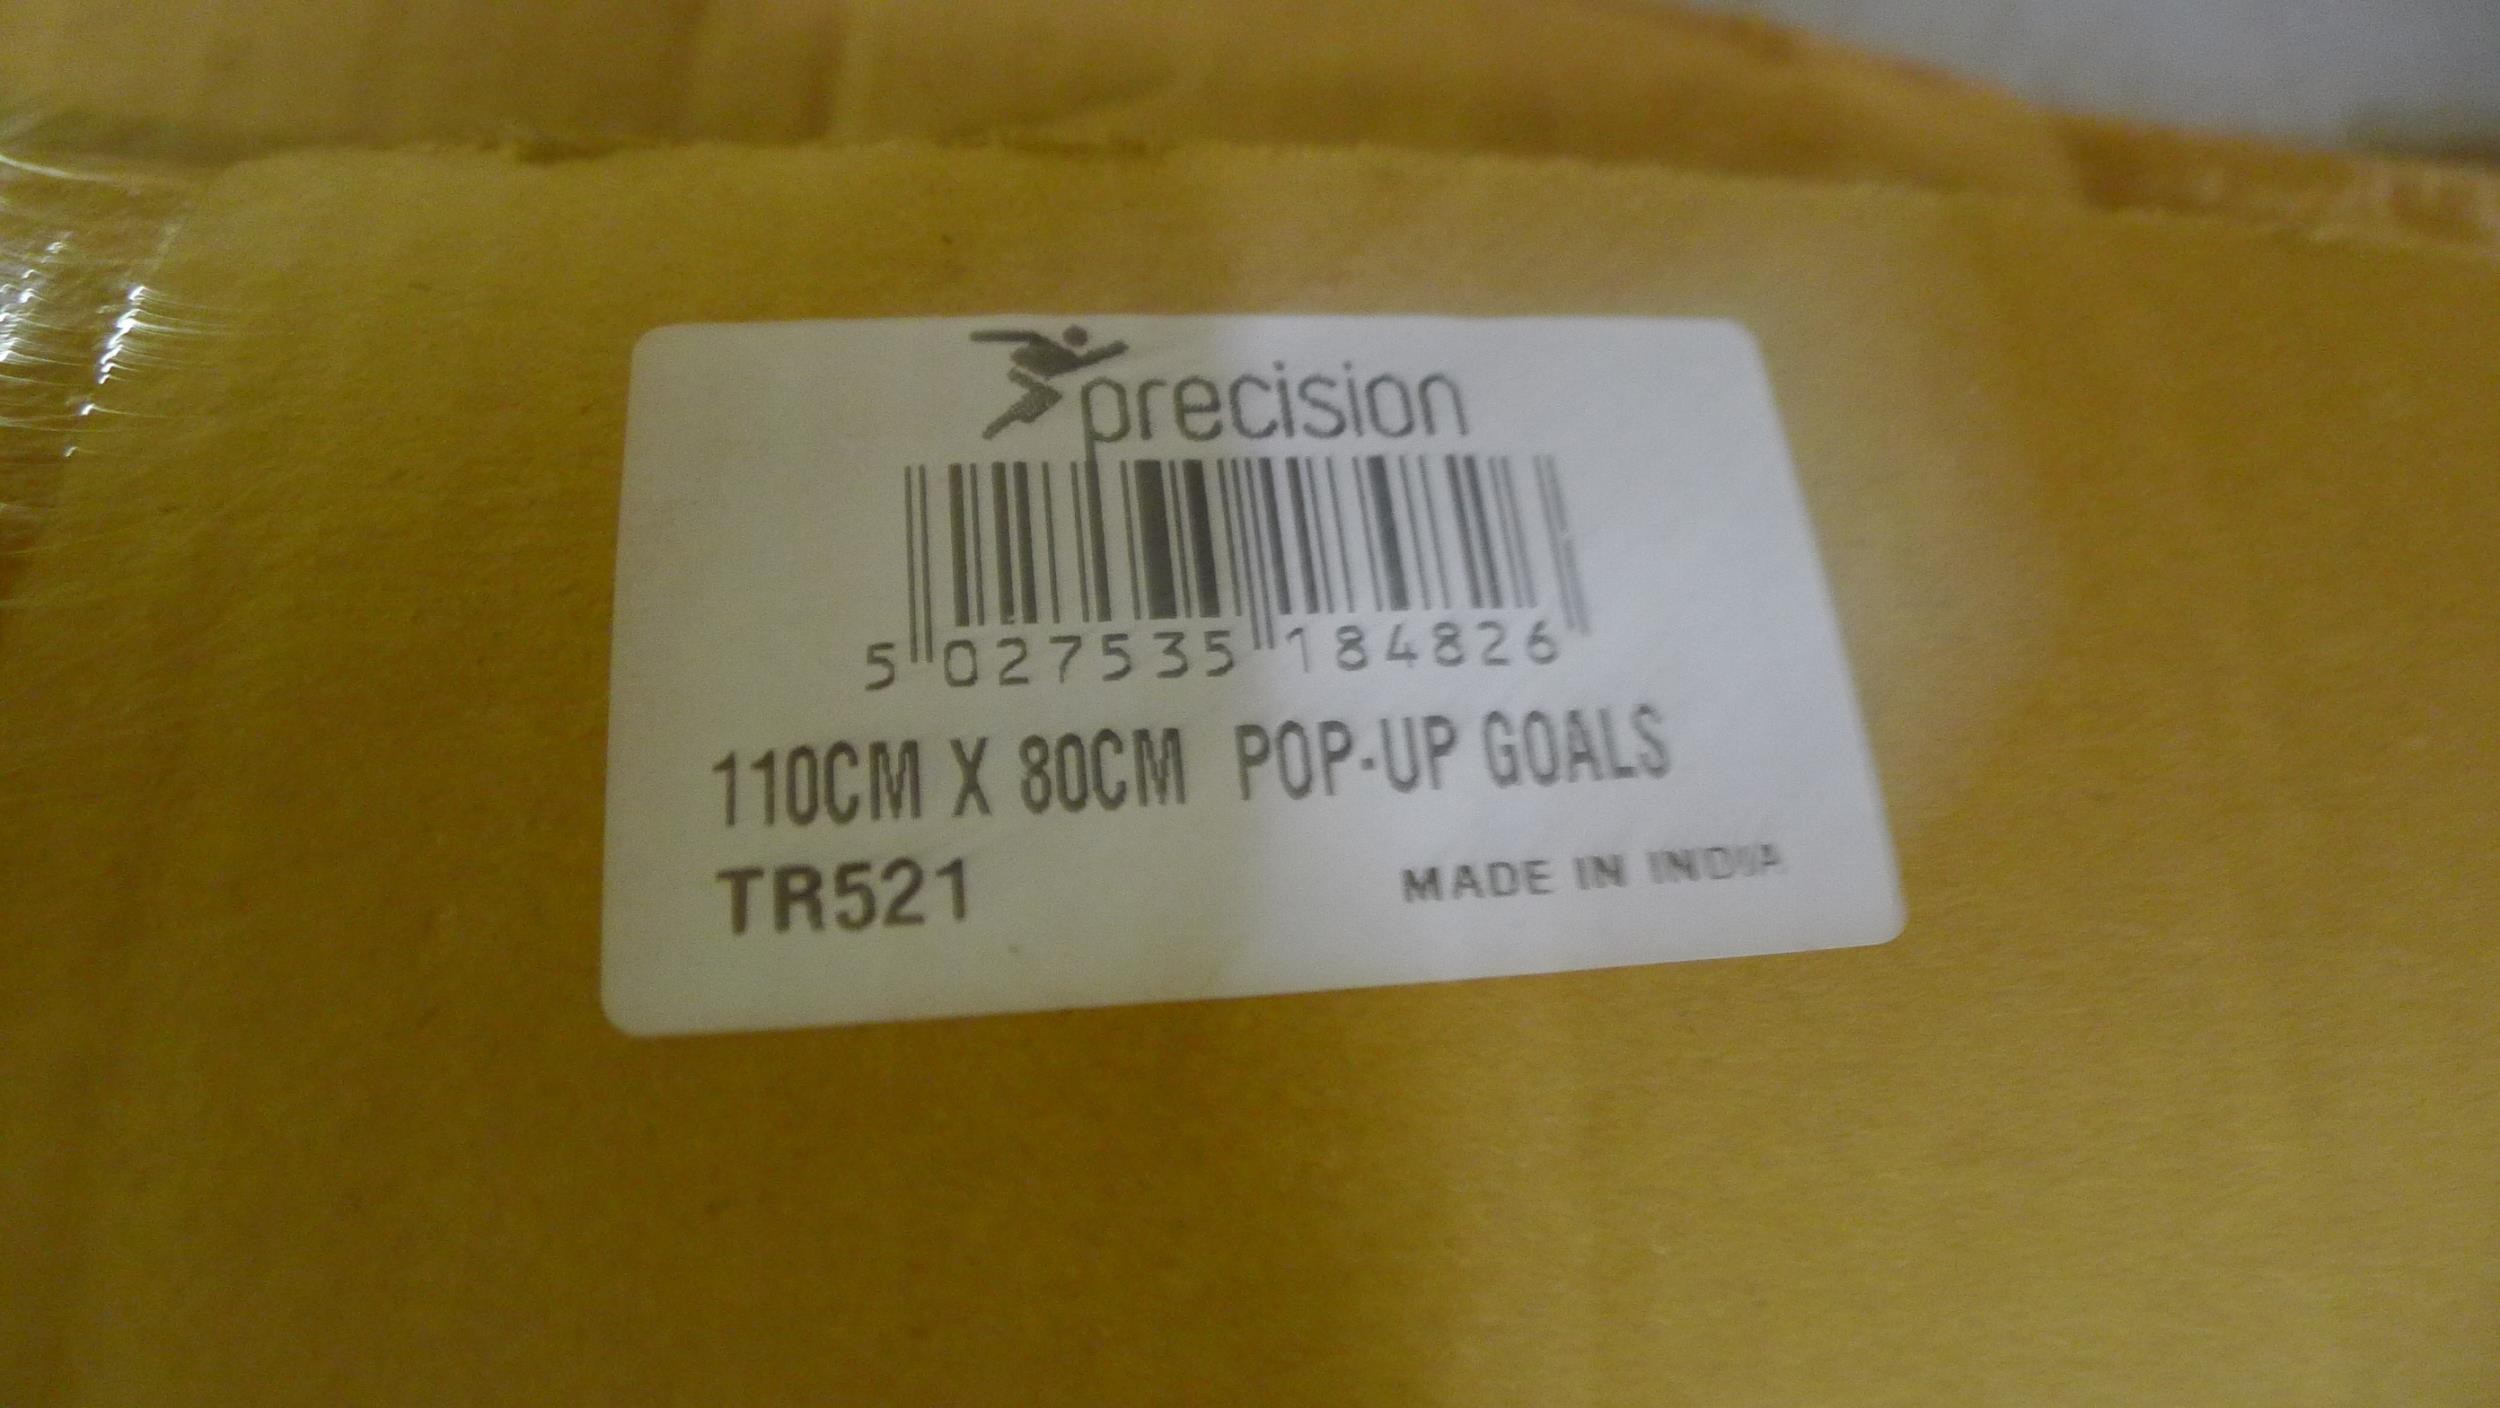 precision
5 027535 184826
110CM X 80CM POP-UP GOALS
TR521
MADE IN INDIA